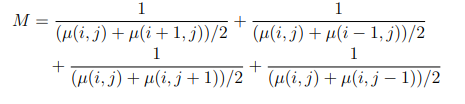 M = 1/((μ(i, j) + μ(i + 1, j))/2) + 1/((μ(i, j) + μ(i − 1, j))/2)
+ 1/((μ(i, j) + μ(i, j + 1))/2) + 1/((μ(i, j) + μ(i, j − 1))/2)